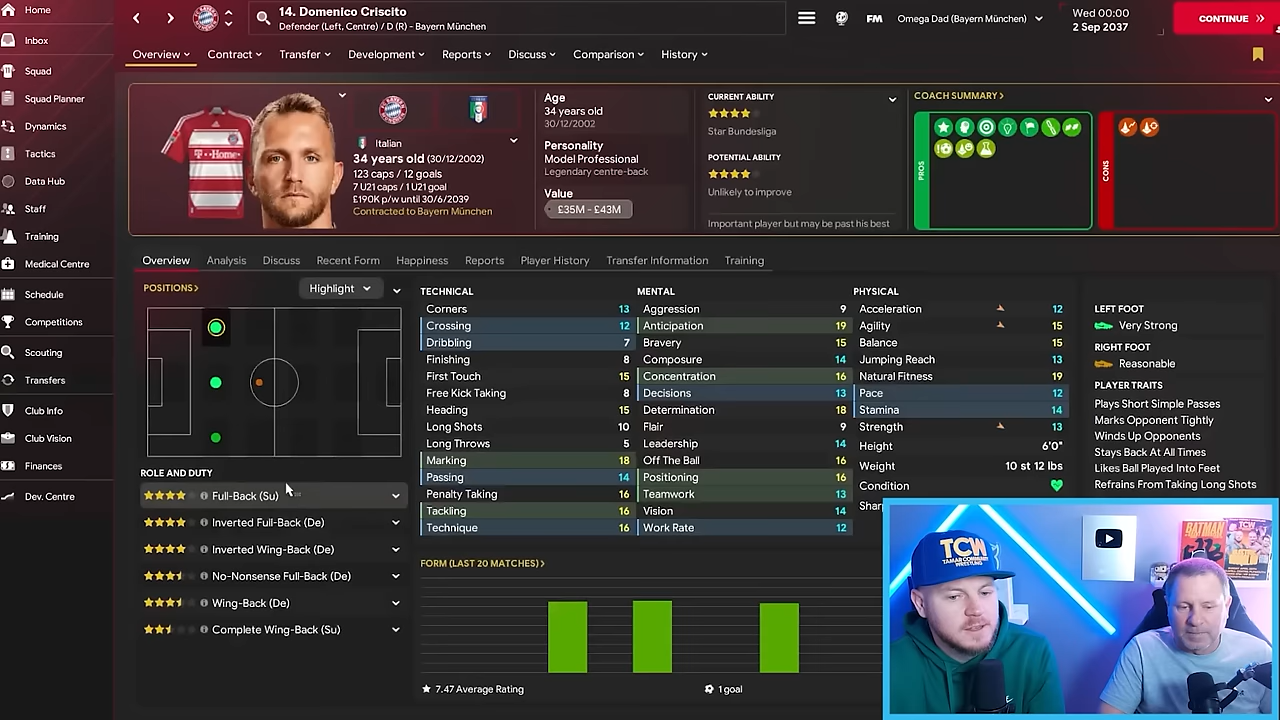 Home
Inbox
Squad
Squad Planner
Dynamics
Tactics
Data Hub
Staff
Training
Medical Centre
Schedule
Competitions
Scouting
Transfers
Club Info
Club Vision
Finances
Dev. Centre
14. Domenico Criscito
Defender (Left, Centre) / D (R) - Bayern München
FM
Omega Dad (Bayern München)
Wed 00:00
2 Sep 2037
CONTINUE
Overview Contract Transfer Development Reports Discuss Comparison History
T · ·Home·
Italian
34 years old (30/12/2002)
123 caps / 12 goals
7 U21 caps / 1 U21 goal
£190K p/w until 30/6/2039
Contracted to Bayern München
Age
34 years old
30/12/2002
Personality
Model Professional
Legendary centre-back
Value
£35M - £43M
CURRENT ABILITY
Star Bundesliga
POTENTIAL ABILITY
Unlikely to improve
Important player but may be past his best
COACH SUMMARY
PROS
CONS
Overview Analysis Discuss Recent Form Happiness Reports Player History Transfer Information Training
POSITIONS
Highlight
ROLE AND DUTY
Full-Back (Su)
Inverted Full-Back (De)
Inverted Wing-Back (De)
No-Nonsense Full-Back (De)
Wing-Back (De)
Complete Wing-Back (Su)
TECHNICAL
Corners 13
Crossing 12
Dribbling 7
Finishing 8
First Touch 15
Free Kick Taking 8
Heading 15
Long Shots 10
Long Throws 5
Marking 18
Passing 14
Penalty Taking 16
Tackling 16
Technique 16
MENTAL
Aggression 9
Anticipation 19
Bravery 15
Composure 14
Concentration 16
Decisions 13
Determination 18
Flair 9
Leadership 14
Off The Ball 16
Positioning 16
Teamwork 13
Vision 14
Work Rate 12
PHYSICAL
Acceleration 12
Agility 15
Balance 15
Jumping Reach 13
Natural Fitness 19
Pace 12
Stamina 14
Strength 13
Height 6'0"
Weight 10 st 12 lbs
Condition
Shar
LEFT FOOT
Very Strong
RIGHT FOOT
Reasonable
PLAYER TRAITS
Plays Short Simple Passes
Marks Opponent Tightly
Winds Up Opponents
Stays Back At All Times
Likes Ball Played Into Feet
Refrains From Taking Long Shots
FORM (LAST 20 MATCHES)
7.47 Average Rating
1 goal
TCW
BATMAN
TCW